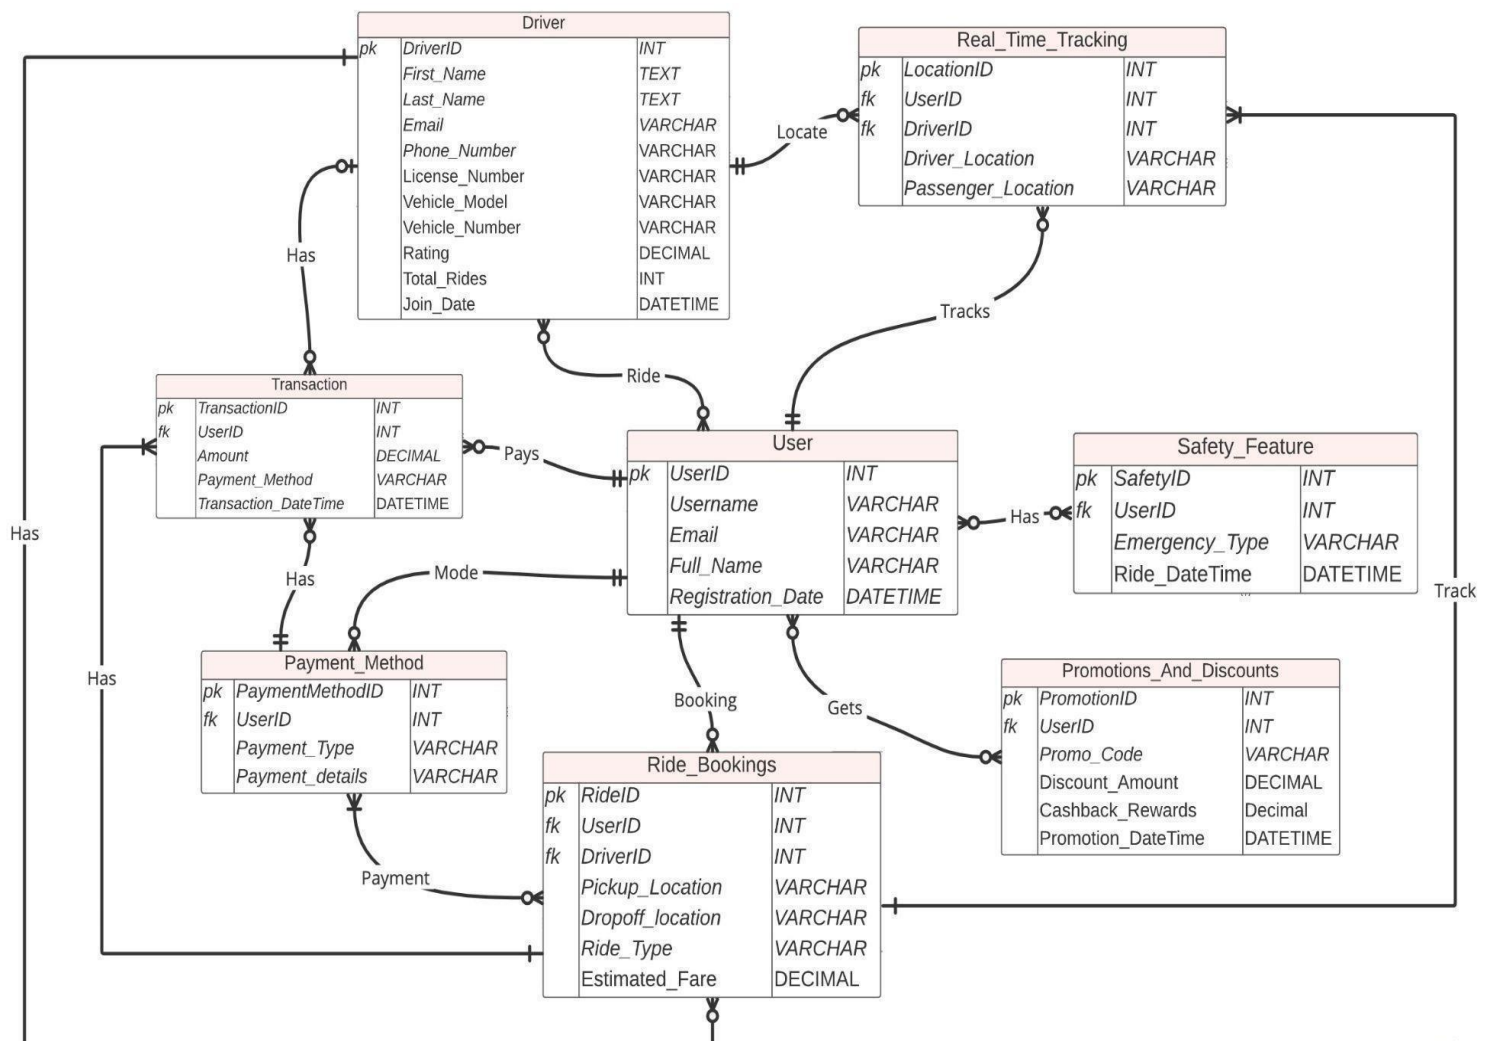 Driver
pk DriverID INT
First_Name TEXT
Last_Name TEXT
Email VARCHAR
Phone_Number VARCHAR
License_Number VARCHAR
Vehicle_Model VARCHAR
Vehicle_Number VARCHAR
Rating DECIMAL
Total_Rides INT
Join_Date DATETIME
Real_Time_Tracking
pk LocationID INT
fk UserID INT
fk DriverID INT
Driver_Location VARCHAR
Passenger_Location VARCHAR
Locate
Has
Tracks
Ride
Transaction
pk TransactionID INT
fk UserID INT
Amount DECIMAL
Payment_Method VARCHAR
Transaction_DateTime DATETIME
Pays
User
pk UserID INT
Username VARCHAR
Email VARCHAR
Full_Name VARCHAR
Registration_Date DATETIME
Has
Safety_Feature
pk SafetyID INT
fk UserID INT
Emergency_Type VARCHAR
Ride_DateTime DATETIME
Has
Has
Mode
Track
Payment_Method
pk PaymentMethodID INT
fk UserID INT
Payment_Type VARCHAR
Payment_details VARCHAR
Has
Booking
Gets
Promotions_And_Discounts
pk PromotionID INT
fk UserID INT
Promo_Code VARCHAR
Discount_Amount DECIMAL
Cashback_Rewards Decimal
Promotion_DateTime DATETIME
Ride_Bookings
pk RideID INT
fk UserID INT
fk DriverID INT
Pickup_Location VARCHAR
Dropoff_location VARCHAR
Ride_Type VARCHAR
Estimated_Fare DECIMAL
Payment